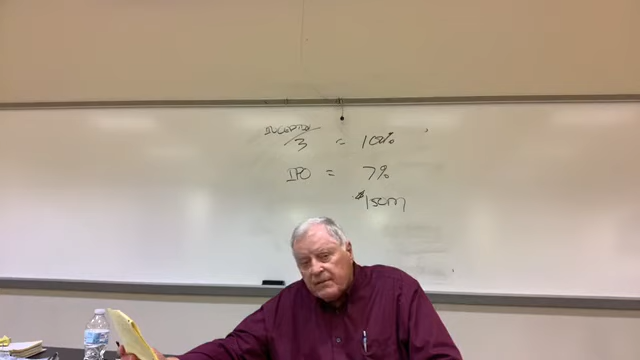 /3 = 10%
IPO = 7%
$150m